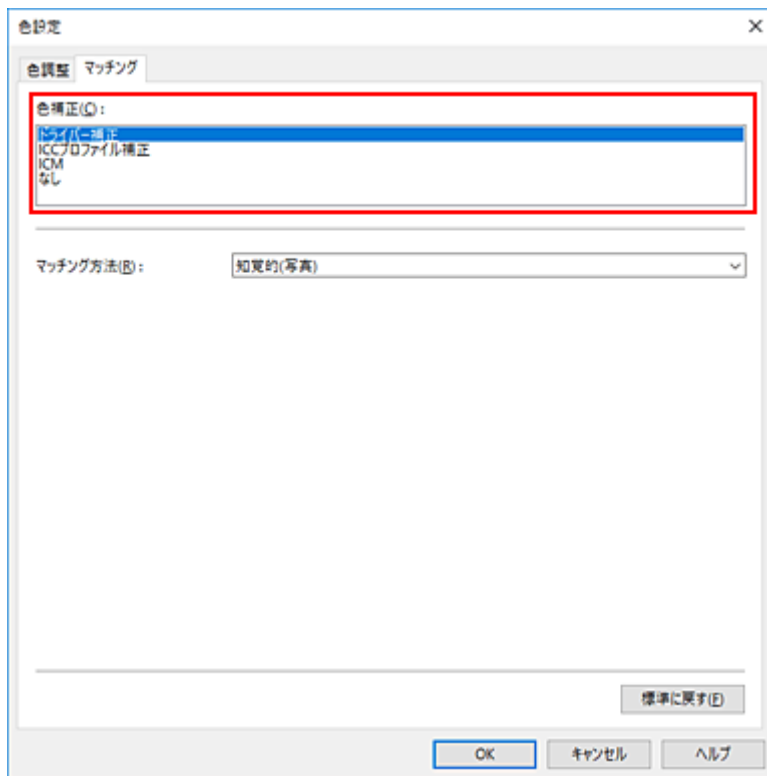 色設定
色調整 マッチング
色補正(C):
ドライバー補正
ICCプロファイル補正
ICM
なし
マッチング方法(R): 知覚的(写真)
標準に戻す(F)
OK キャンセル ヘルプ